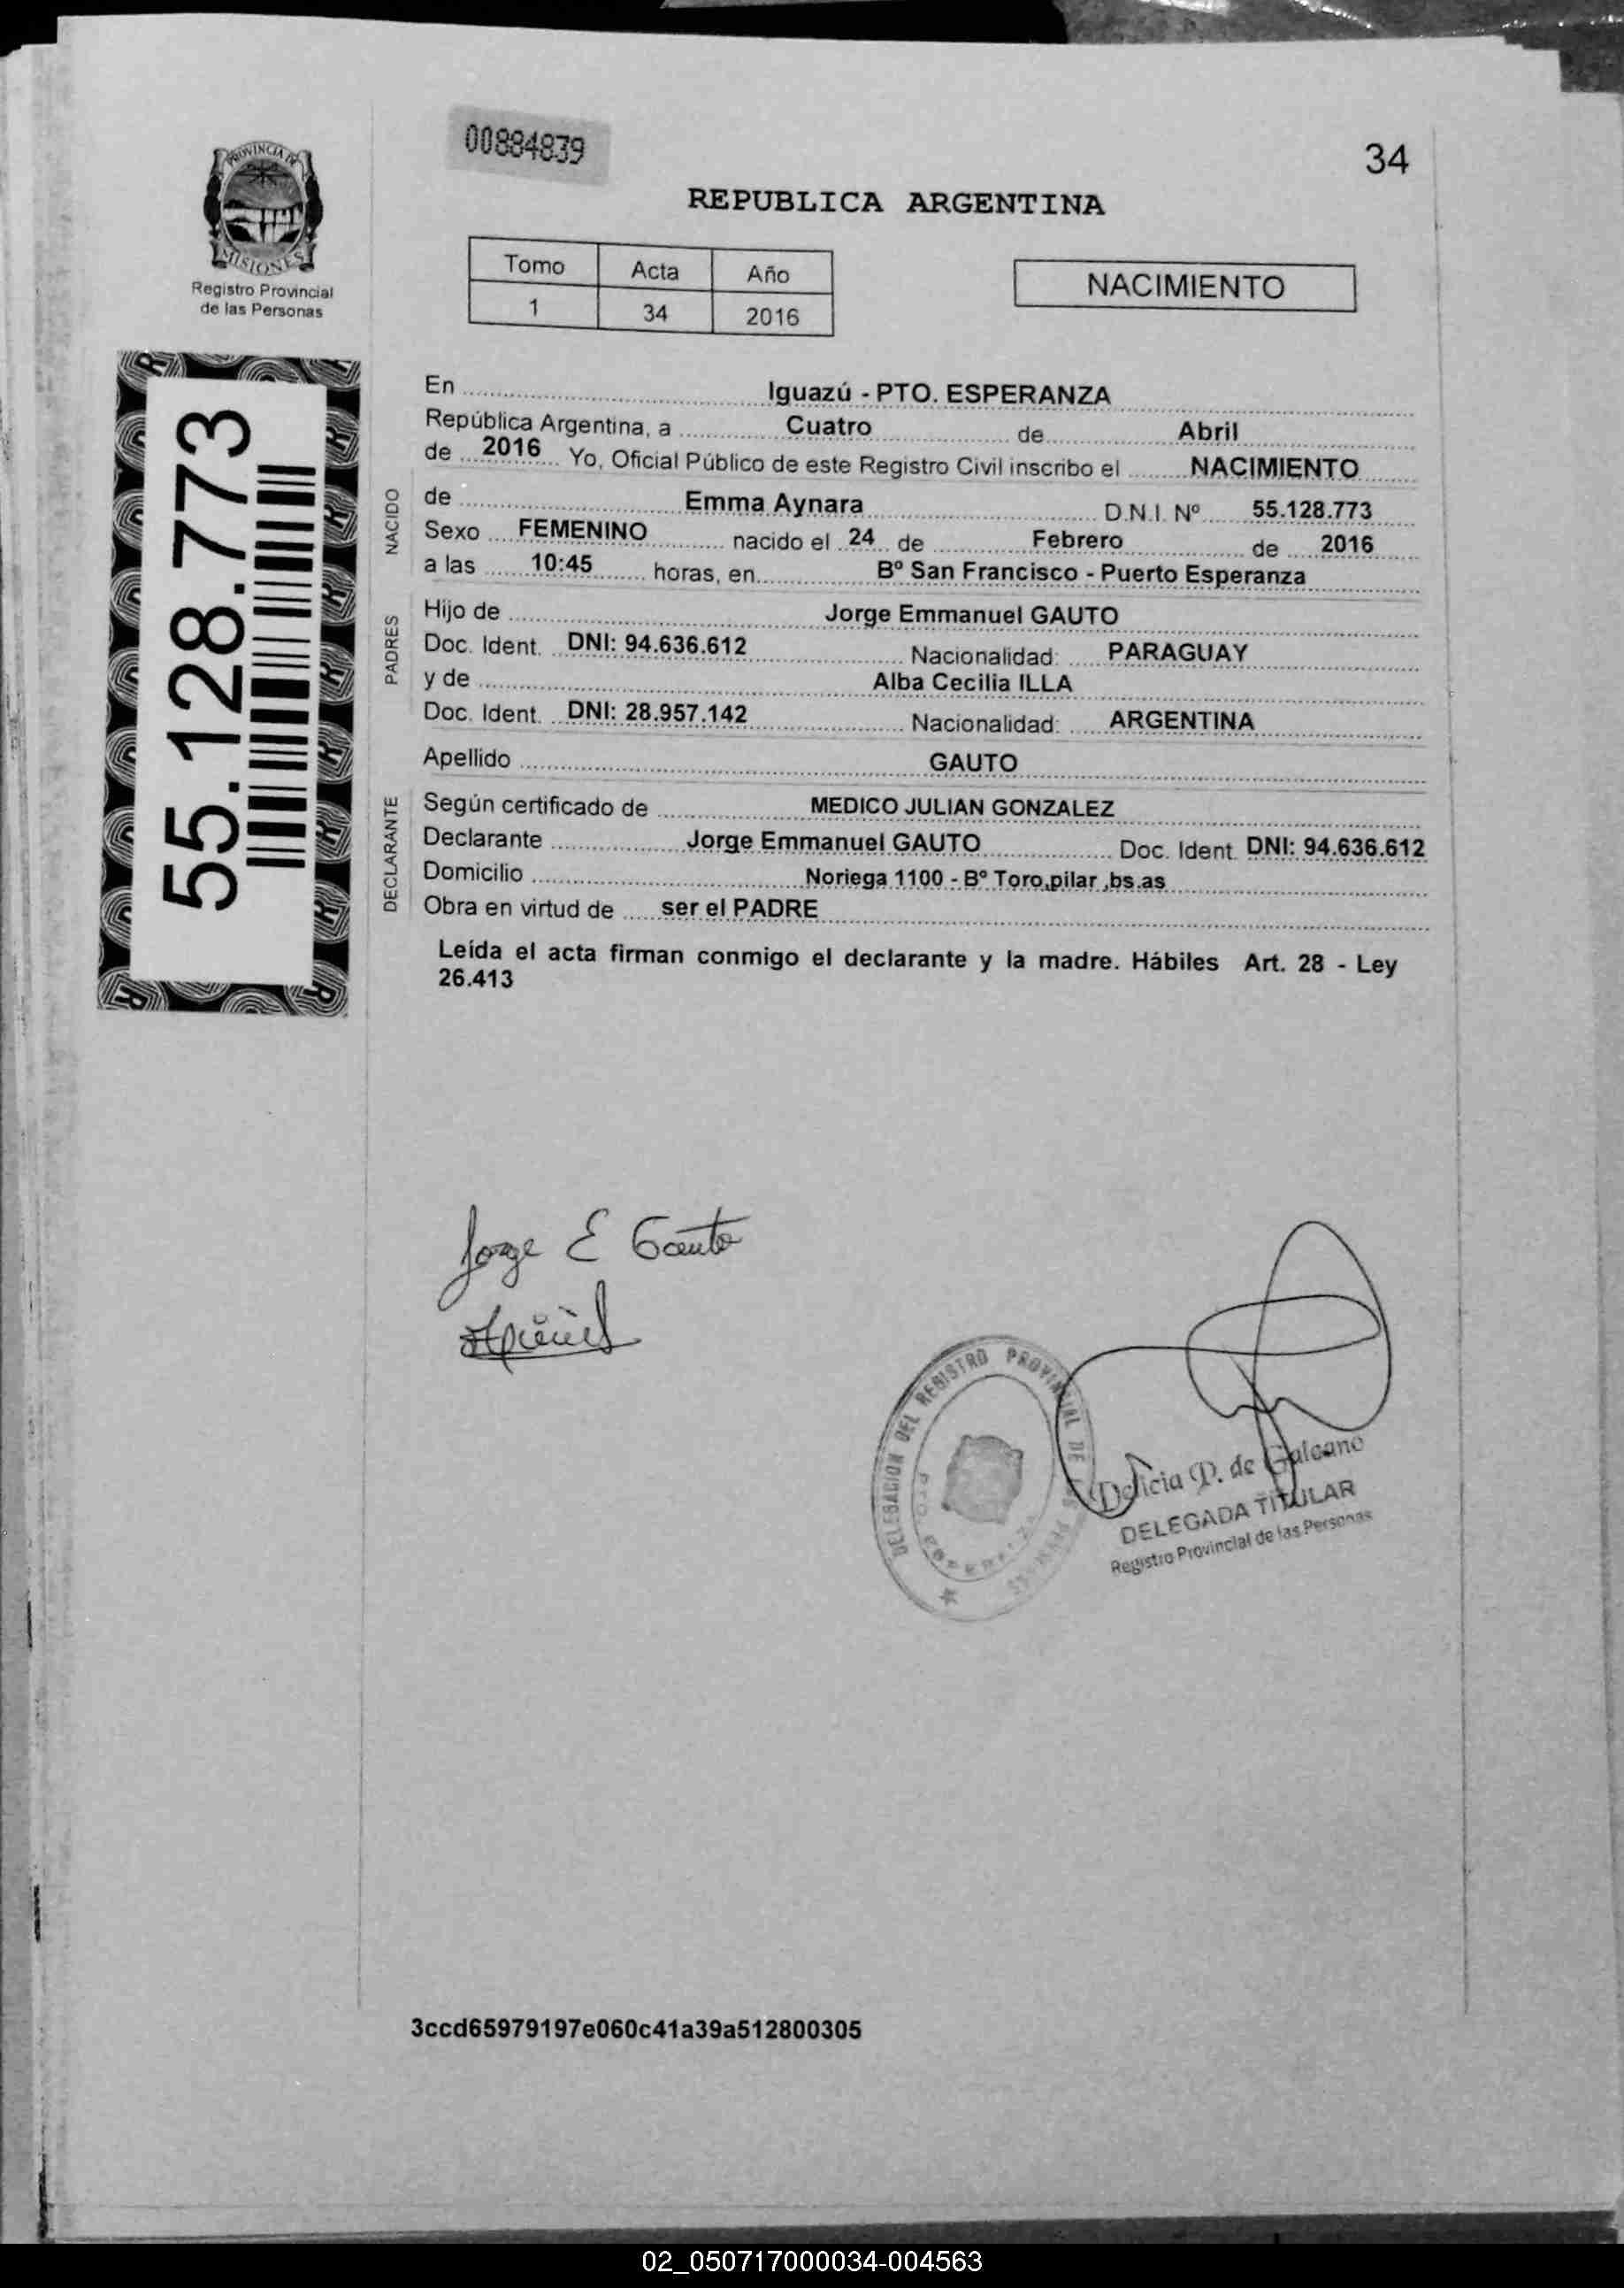 00884839
34
REPUBLICA ARGENTINA
PROVINCIA DE
MISIONES
Registro Provincial
de las Personas
Tomo Acta Año
1 34 2016
NACIMIENTO
55.128.773
En Iguazú - PTO. ESPERANZA
República Argentina, a Cuatro de Abril
de 2016 Yo, Oficial Público de este Registro Civil inscribo el NACIMIENTO
NACIDO
de Emma Aynara D.N.I. Nº 55.128.773
Sexo FEMENINO nacido el 24 de Febrero de 2016
a las 10:45 horas, en Bº San Francisco - Puerto Esperanza
PADRES
Hijo de Jorge Emmanuel GAUTO
Doc. Ident. DNI: 94.636.612 Nacionalidad: PARAGUAY
y de Alba Cecilia ILLA
Doc. Ident. DNI: 28.957.142 Nacionalidad: ARGENTINA
Apellido GAUTO
DECLARANTE
Según certificado de MEDICO JULIAN GONZALEZ
Declarante Jorge Emmanuel GAUTO Doc. Ident. DNI: 94.636.612
Domicilio Noriega 1100 - Bº Toro,pilar ,bs.as
Obra en virtud de ser el PADRE
Leída el acta firman conmigo el declarante y la madre. Hábiles Art. 28 - Ley
26.413
Jorge E Gauto
DELEGACION DEL REGISTRO PROVINCIAL DE
Delicia D. de Galeano
DELEGADA TITULAR
Registro Provincial de las Personas
3ccd65979197e060c41a39a512800305
02_050717000034-004563